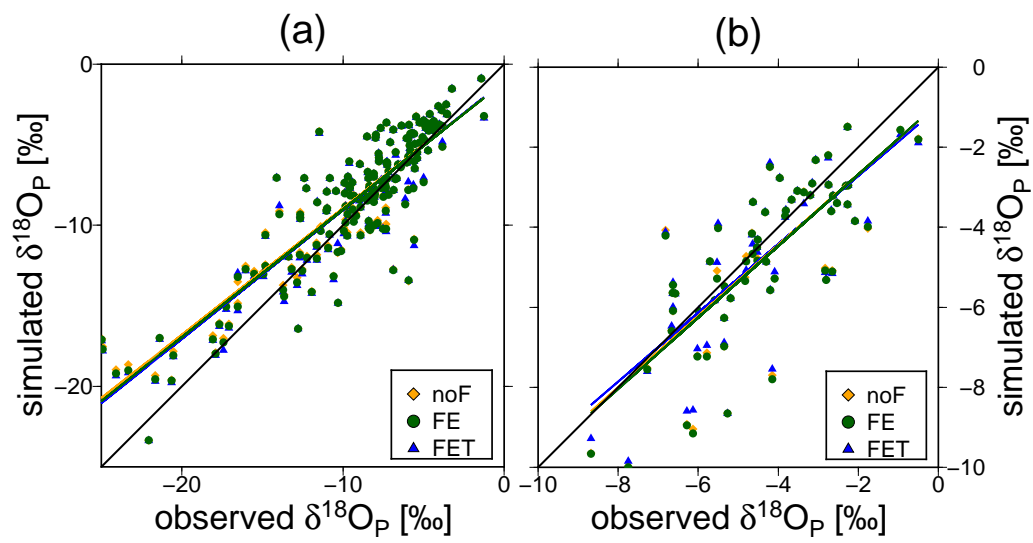 (a)
0
−10
−20
simulated δ18OP [‰]
−20 −10 0
observed δ18OP [‰]
noF
FE
FET
(b)
0
−2
−4
−6
−8
−10
simulated δ18OP [‰]
−10 −8 −6 −4 −2 0
observed δ18OP [‰]
noF
FE
FET